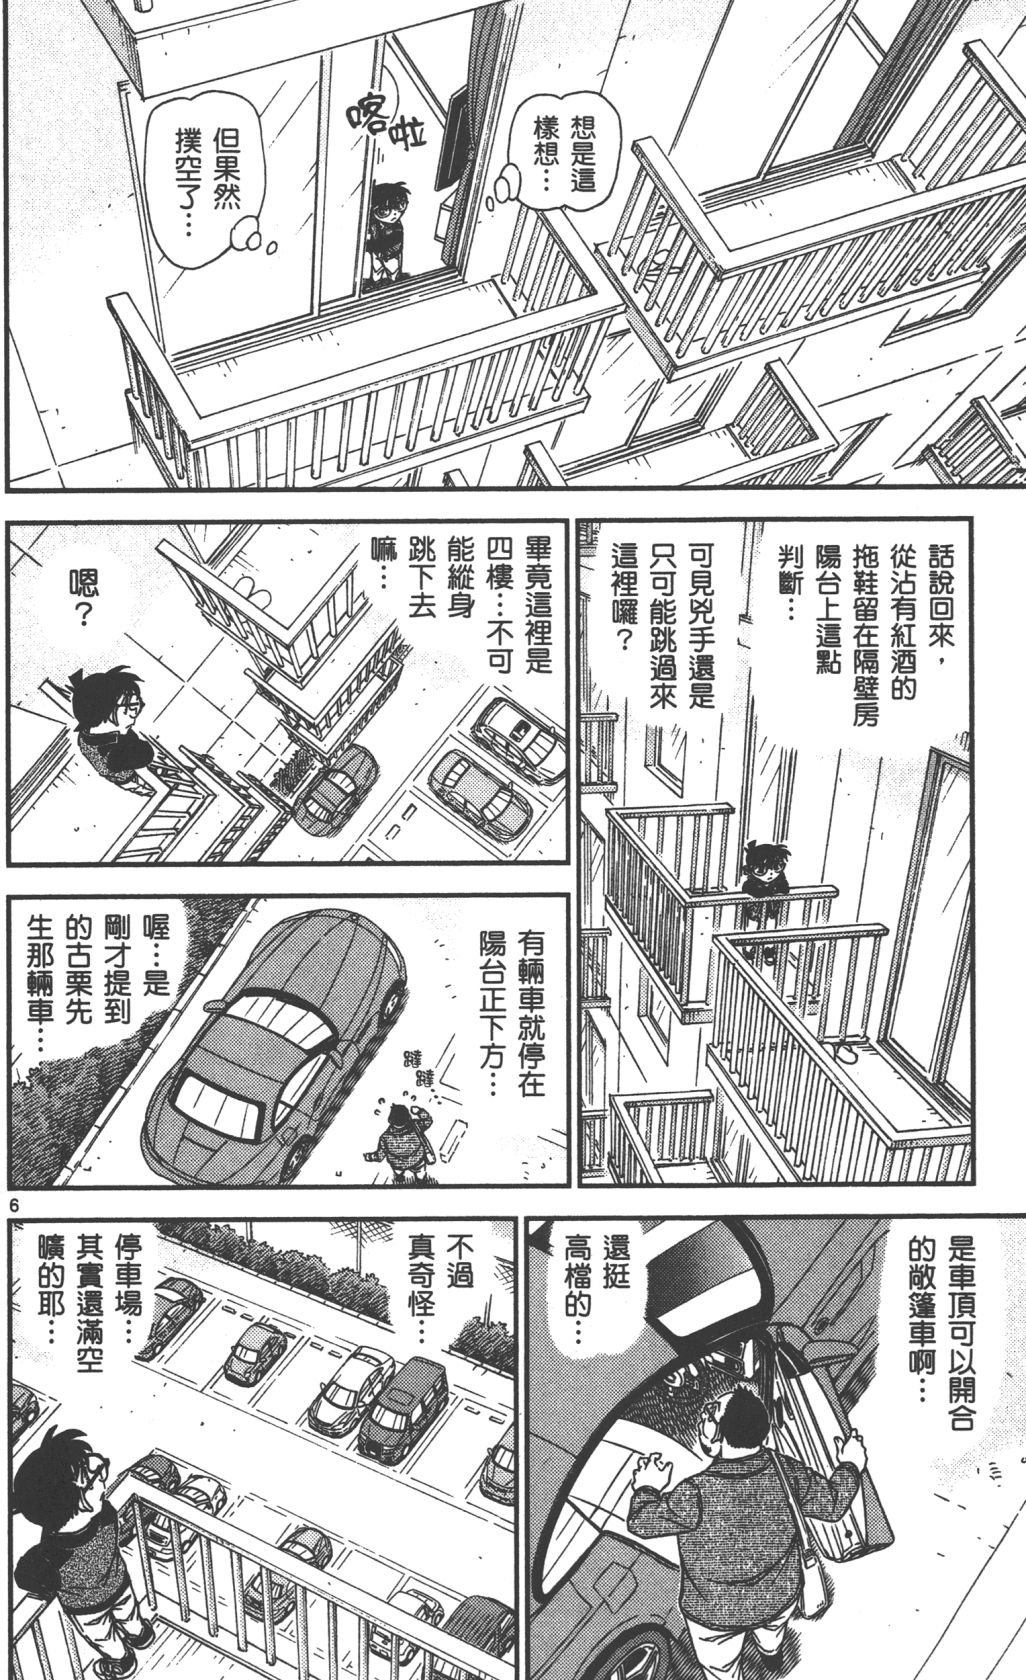 想是這
樣想…
喀啦
但果然
撲空了…
話說回來，
從沾有紅酒的
拖鞋留在隔壁房
陽台上這點
判斷…
可見兇手還是
只可能跳過來
這裡囉？
畢竟這裡是
四樓…不可
能縱身
跳下去
嘛…
嗯？
有輛車就停在
陽台正下方…
躂
躂
喔…是
剛才提到
的古栗先
生那輛車…
6
是車頂可以開合
的敞篷車啊…
還挺
高檔的…
不過
真奇怪…
停車場…
其實還滿空
曠的耶…